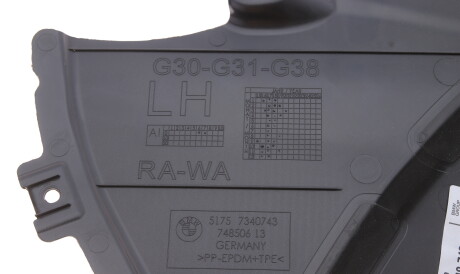 G30-G31-G38
LH
A/
RA-WA
5175 7340743
748506 13
GERMANY
>PP-EPDM+TPE<